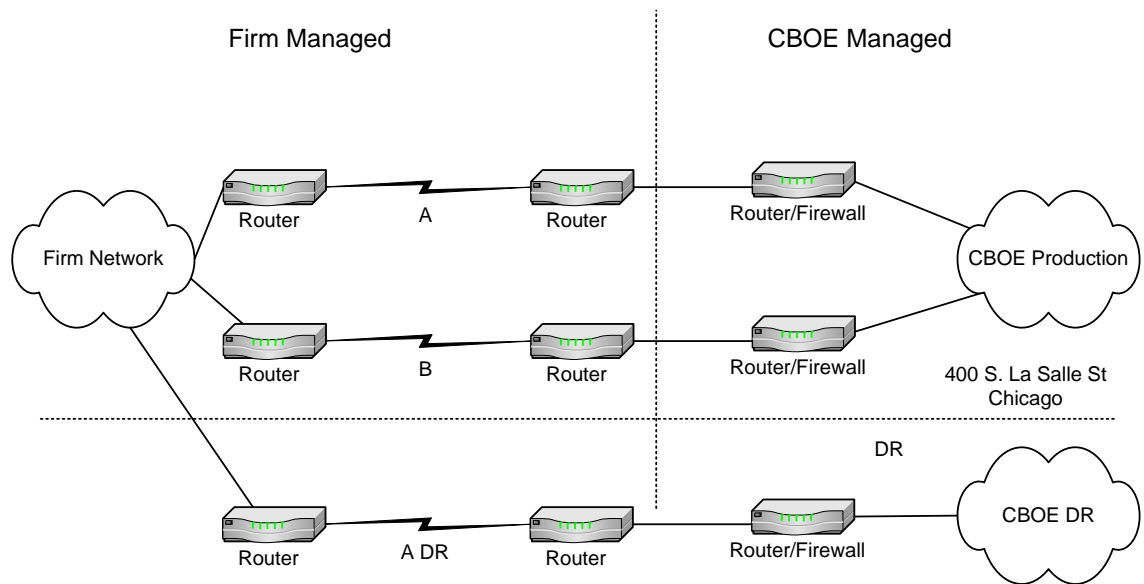 Firm Managed
CBOE Managed
Router
A
Router
Router/Firewall
Firm Network
CBOE Production
Router
B
Router
Router/Firewall
400 S. La Salle St
Chicago
DR
CBOE DR
Router
A DR
Router
Router/Firewall